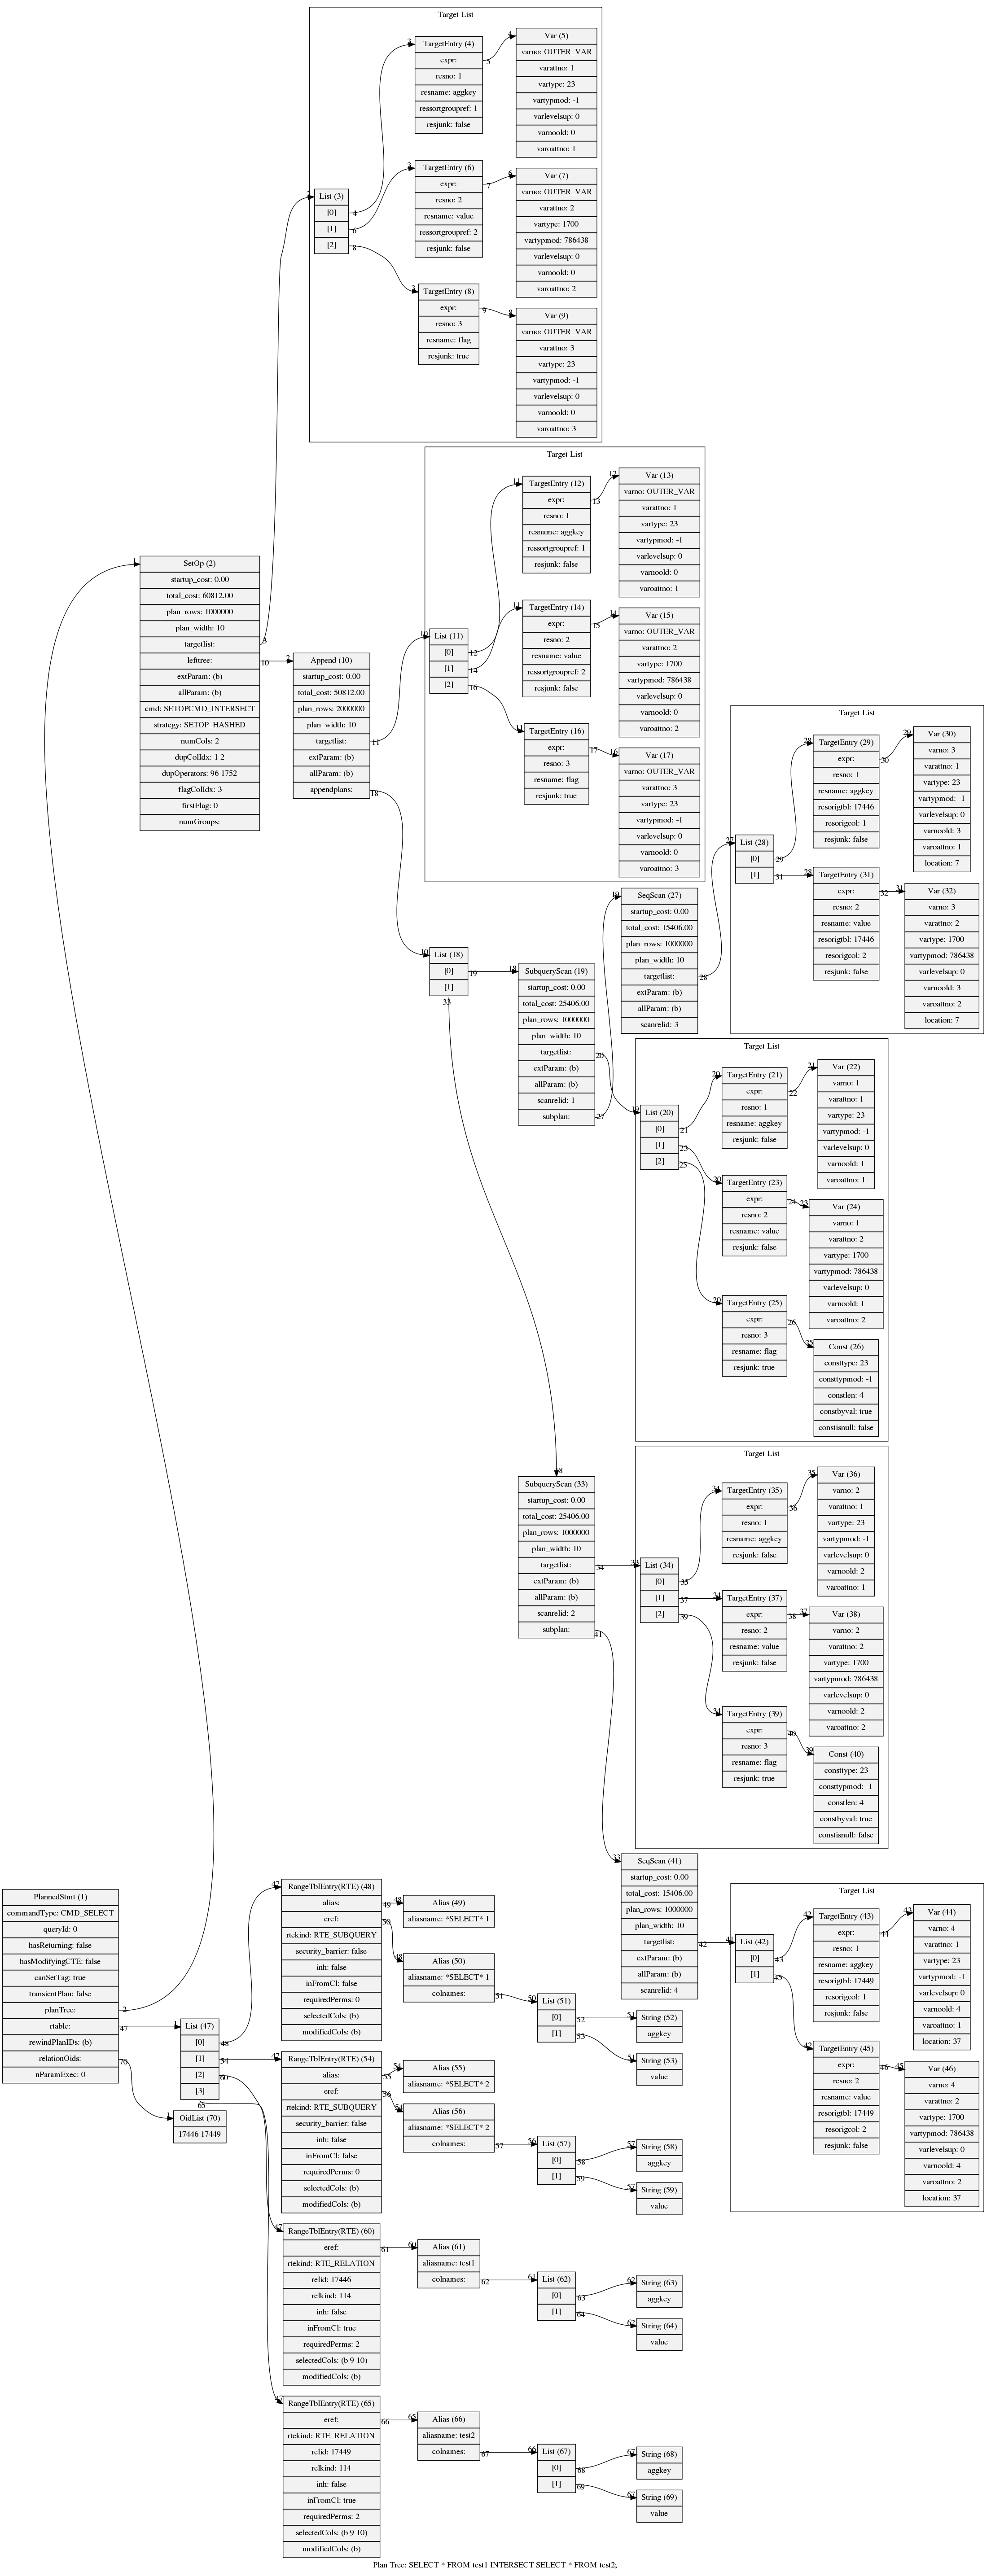 Target List
TargetEntry (4)
expr:
resno: 1
resname: aggkey
ressortgroupref: 1
resjunk: false
Var (5)
varno: OUTER_VAR
varattno: 1
vartype: 23
vartypmod: -1
varlevelsup: 0
varnoold: 0
varoattno: 1
TargetEntry (6)
expr:
resno: 2
resname: value
ressortgroupref: 2
resjunk: false
Var (7)
varno: OUTER_VAR
varattno: 2
vartype: 1700
vartypmod: 786438
varlevelsup: 0
varnoold: 0
varoattno: 2
List (3)
[0]
[1]
[2]
TargetEntry (8)
expr:
resno: 3
resname: flag
resjunk: true
Var (9)
varno: OUTER_VAR
varattno: 3
vartype: 23
vartypmod: -1
varlevelsup: 0
varnoold: 0
varoattno: 3
Target List
TargetEntry (12)
expr:
resno: 1
resname: aggkey
ressortgroupref: 1
resjunk: false
Var (13)
varno: OUTER_VAR
varattno: 1
vartype: 23
vartypmod: -1
varlevelsup: 0
varnoold: 0
varoattno: 1
SetOp (2)
startup_cost: 0.00
total_cost: 60812.00
plan_rows: 1000000
plan_width: 10
targetlist:
lefttree:
extParam: (b)
allParam: (b)
cmd: SETOPCMD_INTERSECT
strategy: SETOP_HASHED
numCols: 2
dupColIdx: 1 2
dupOperators: 96 1752
flagColIdx: 3
firstFlag: 0
numGroups:
Append (10)
startup_cost: 0.00
total_cost: 50812.00
plan_rows: 2000000
plan_width: 10
targetlist:
extParam: (b)
allParam: (b)
appendplans:
List (11)
[0]
[1]
[2]
TargetEntry (14)
expr:
resno: 2
resname: value
ressortgroupref: 2
resjunk: false
Var (15)
varno: OUTER_VAR
varattno: 2
vartype: 1700
vartypmod: 786438
varlevelsup: 0
varnoold: 0
varoattno: 2
TargetEntry (16)
expr:
resno: 3
resname: flag
resjunk: true
Var (17)
varno: OUTER_VAR
varattno: 3
vartype: 23
vartypmod: -1
varlevelsup: 0
varnoold: 0
varoattno: 3
Target List
List (28)
[0]
[1]
TargetEntry (29)
expr:
resno: 1
resname: aggkey
resorigtbl: 17446
resorigcol: 1
resjunk: false
Var (30)
varno: 3
varattno: 1
vartype: 23
vartypmod: -1
varlevelsup: 0
varnoold: 3
varoattno: 1
location: 7
TargetEntry (31)
expr:
resno: 2
resname: value
resorigtbl: 17446
resorigcol: 2
resjunk: false
Var (32)
varno: 3
varattno: 2
vartype: 1700
vartypmod: 786438
varlevelsup: 0
varnoold: 3
varoattno: 2
location: 7
SeqScan (27)
startup_cost: 0.00
total_cost: 15406.00
plan_rows: 1000000
plan_width: 10
targetlist:
extParam: (b)
allParam: (b)
scanrelid: 3
List (18)
[0]
[1]
SubqueryScan (19)
startup_cost: 0.00
total_cost: 25406.00
plan_rows: 1000000
plan_width: 10
targetlist:
extParam: (b)
allParam: (b)
scanrelid: 1
subplan:
Target List
List (20)
[0]
[1]
[2]
TargetEntry (21)
expr:
resno: 1
resname: aggkey
resjunk: false
Var (22)
varno: 1
varattno: 1
vartype: 23
vartypmod: -1
varlevelsup: 0
varnoold: 1
varoattno: 1
TargetEntry (23)
expr:
resno: 2
resname: value
resjunk: false
Var (24)
varno: 1
varattno: 2
vartype: 1700
vartypmod: 786438
varlevelsup: 0
varnoold: 1
varoattno: 2
TargetEntry (25)
expr:
resno: 3
resname: flag
resjunk: true
Const (26)
consttype: 23
consttypmod: -1
constlen: 4
constbyval: true
constisnull: false
SubqueryScan (33)
startup_cost: 0.00
total_cost: 25406.00
plan_rows: 1000000
plan_width: 10
targetlist:
extParam: (b)
allParam: (b)
scanrelid: 2
subplan:
Target List
List (34)
[0]
[1]
[2]
TargetEntry (35)
expr:
resno: 1
resname: aggkey
resjunk: false
Var (36)
varno: 2
varattno: 1
vartype: 23
vartypmod: -1
varlevelsup: 0
varnoold: 2
varoattno: 1
TargetEntry (37)
expr:
resno: 2
resname: value
resjunk: false
Var (38)
varno: 2
varattno: 2
vartype: 1700
vartypmod: 786438
varlevelsup: 0
varnoold: 2
varoattno: 2
TargetEntry (39)
expr:
resno: 3
resname: flag
resjunk: true
Const (40)
consttype: 23
consttypmod: -1
constlen: 4
constbyval: true
constisnull: false
SeqScan (41)
startup_cost: 0.00
total_cost: 15406.00
plan_rows: 1000000
plan_width: 10
targetlist:
extParam: (b)
allParam: (b)
scanrelid: 4
Target List
List (42)
[0]
[1]
TargetEntry (43)
expr:
resno: 1
resname: aggkey
resorigtbl: 17449
resorigcol: 1
resjunk: false
Var (44)
varno: 4
varattno: 1
vartype: 23
vartypmod: -1
varlevelsup: 0
varnoold: 4
varoattno: 1
location: 37
TargetEntry (45)
expr:
resno: 2
resname: value
resorigtbl: 17449
resorigcol: 2
resjunk: false
Var (46)
varno: 4
varattno: 2
vartype: 1700
vartypmod: 786438
varlevelsup: 0
varnoold: 4
varoattno: 2
location: 37
PlannedStmt (1)
commandType: CMD_SELECT
queryId: 0
hasReturning: false
hasModifyingCTE: false
canSetTag: true
transientPlan: false
planTree:
rtable:
rewindPlanIDs: (b)
relationOids:
nParamExec: 0
List (47)
[0]
[1]
[2]
[3]
OidList (70)
17446 17449
RangeTblEntry(RTE) (48)
alias:
eref:
rtekind: RTE_SUBQUERY
security_barrier: false
inh: false
inFromCl: false
requiredPerms: 0
selectedCols: (b)
modifiedCols: (b)
Alias (49)
aliasname: *SELECT* 1
Alias (50)
aliasname: *SELECT* 1
colnames:
List (51)
[0]
[1]
String (52)
aggkey
String (53)
value
RangeTblEntry(RTE) (54)
alias:
eref:
rtekind: RTE_SUBQUERY
security_barrier: false
inh: false
inFromCl: false
requiredPerms: 0
selectedCols: (b)
modifiedCols: (b)
Alias (55)
aliasname: *SELECT* 2
Alias (56)
aliasname: *SELECT* 2
colnames:
List (57)
[0]
[1]
String (58)
aggkey
String (59)
value
RangeTblEntry(RTE) (60)
eref:
rtekind: RTE_RELATION
relid: 17446
relkind: 114
inh: false
inFromCl: true
requiredPerms: 2
selectedCols: (b 9 10)
modifiedCols: (b)
Alias (61)
aliasname: test1
colnames:
List (62)
[0]
[1]
String (63)
aggkey
String (64)
value
RangeTblEntry(RTE) (65)
eref:
rtekind: RTE_RELATION
relid: 17449
relkind: 114
inh: false
inFromCl: true
requiredPerms: 2
selectedCols: (b 9 10)
modifiedCols: (b)
Alias (66)
aliasname: test2
colnames:
List (67)
[0]
[1]
String (68)
aggkey
String (69)
value
Plan Tree: SELECT * FROM test1 INTERSECT SELECT * FROM test2;